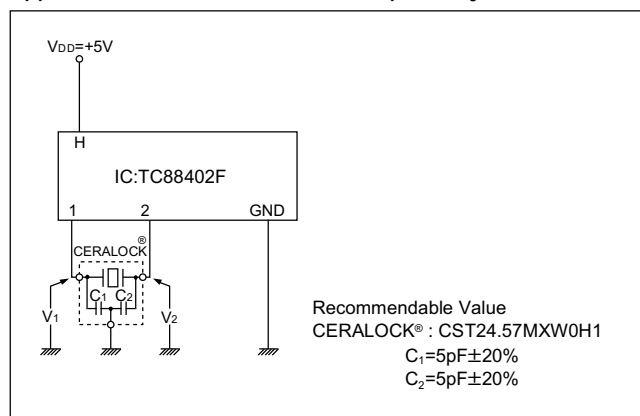 VDD=+5V
H
IC:TC88402F
1 2 GND
CERALOCK®
C1 C2
V1 V2
Recommendable Value
CERALOCK® : CST24.57MXW0H1
C1=5pF±20%
C2=5pF±20%